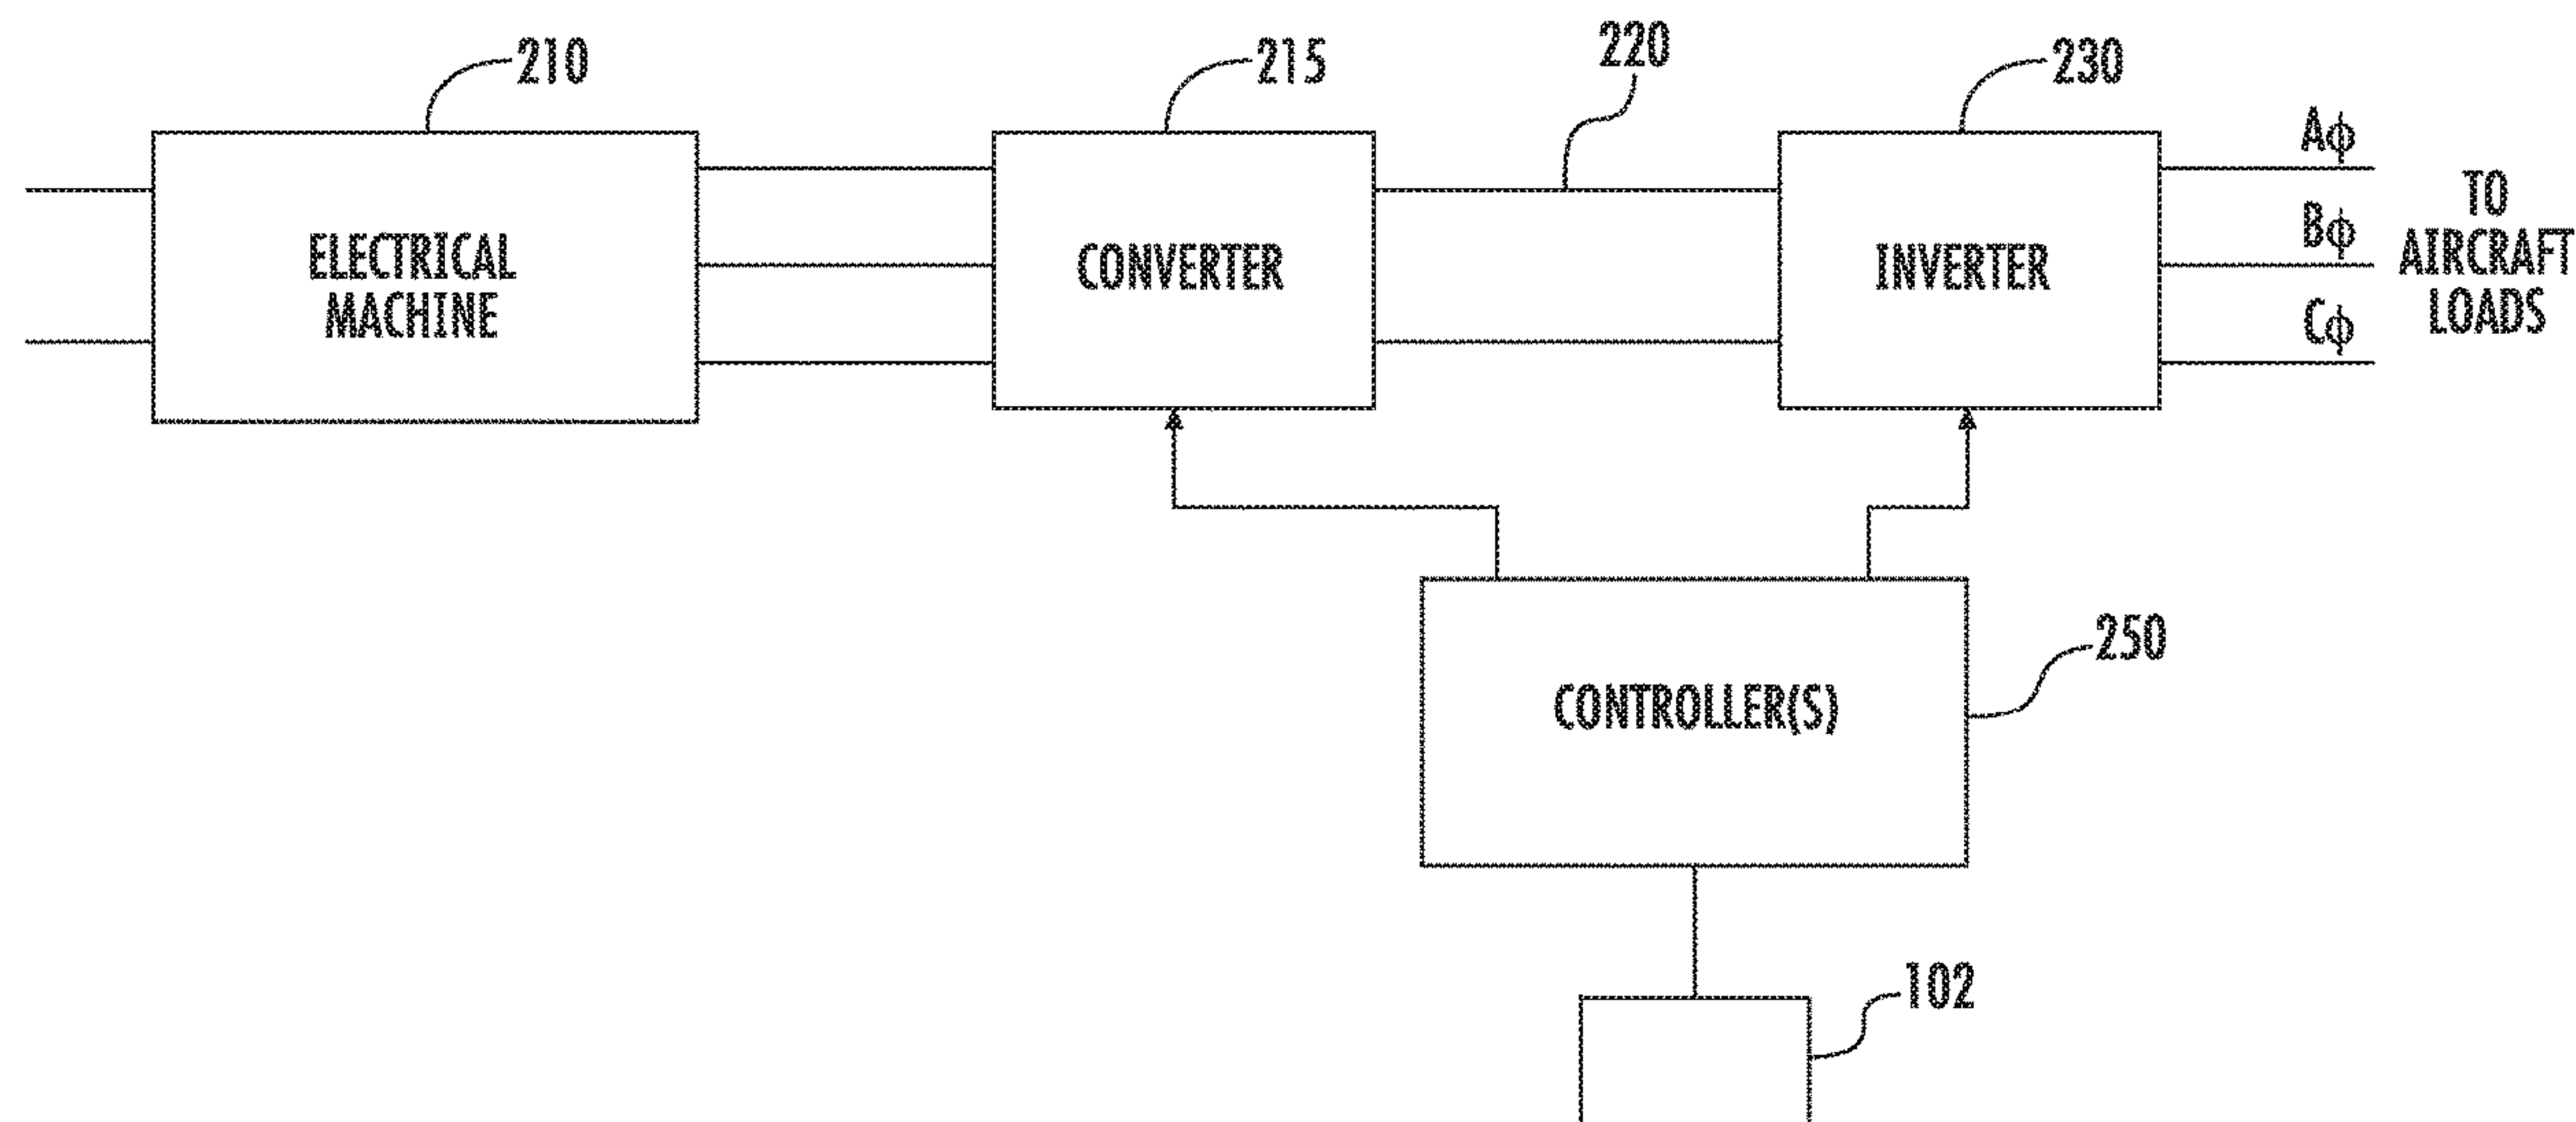 210
215
220
230
ELECTRICAL
MACHINE
CONVERTER
INVERTER
Aϕ
Bϕ
Cϕ
TO
AIRCRAFT
LOADS
CONTROLLER(S)
250
102